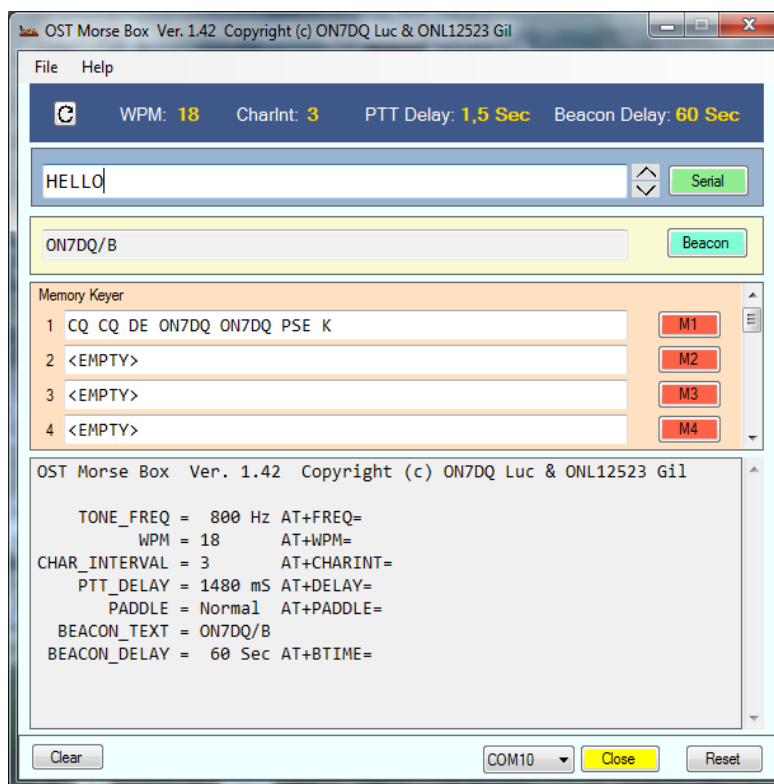 OST Morse Box Ver. 1.42 Copyright (c) ON7DQ Luc & ONL12523 Gil
File Help
WPM: 18 CharInt: 3 PTT Delay: 1,5 Sec Beacon Delay: 60 Sec
HELLO Serial
ON7DQ/B Beacon
Memory Keyer
1 CQ CQ DE ON7DQ ON7DQ PSE K M1
2 <EMPTY> M2
3 <EMPTY> M3
4 <EMPTY> M4
OST Morse Box Ver. 1.42 Copyright (c) ON7DQ Luc & ONL12523 Gil
TONE_FREQ = 800 Hz AT+FREQ=
WPM = 18 AT+WPM=
CHAR_INTERVAL = 3 AT+CHARINT=
PTT_DELAY = 1480 mS AT+DELAY=
PADDLE = Normal AT+PADDLE=
BEACON_TEXT = ON7DQ/B
BEACON_DELAY = 60 Sec AT+BTIME=
Clear COM10 Close Reset